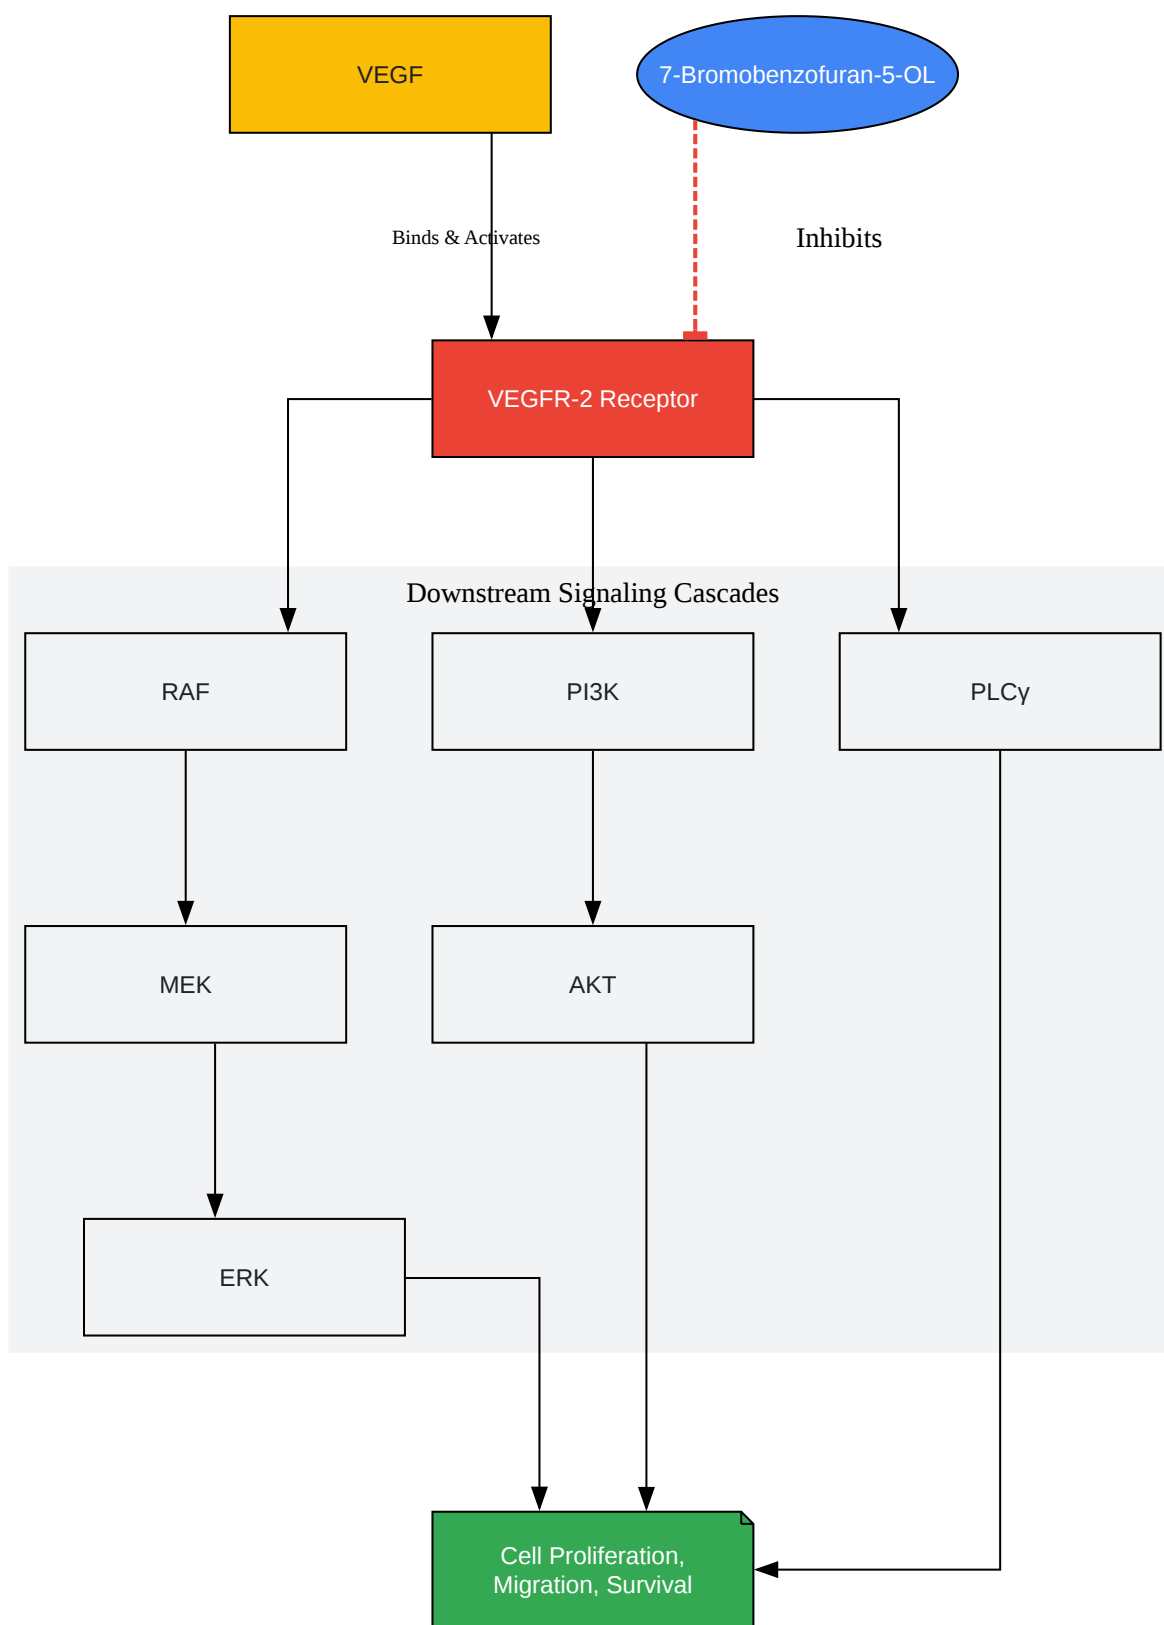 VEGF
7-Bromobenzofuran-5-OL
Binds & Activates
Inhibits
VEGFR-2 Receptor
Downstream Signaling Cascades
RAF
PI3K
PLCγ
MEK
AKT
ERK
Cell Proliferation,
Migration, Survival